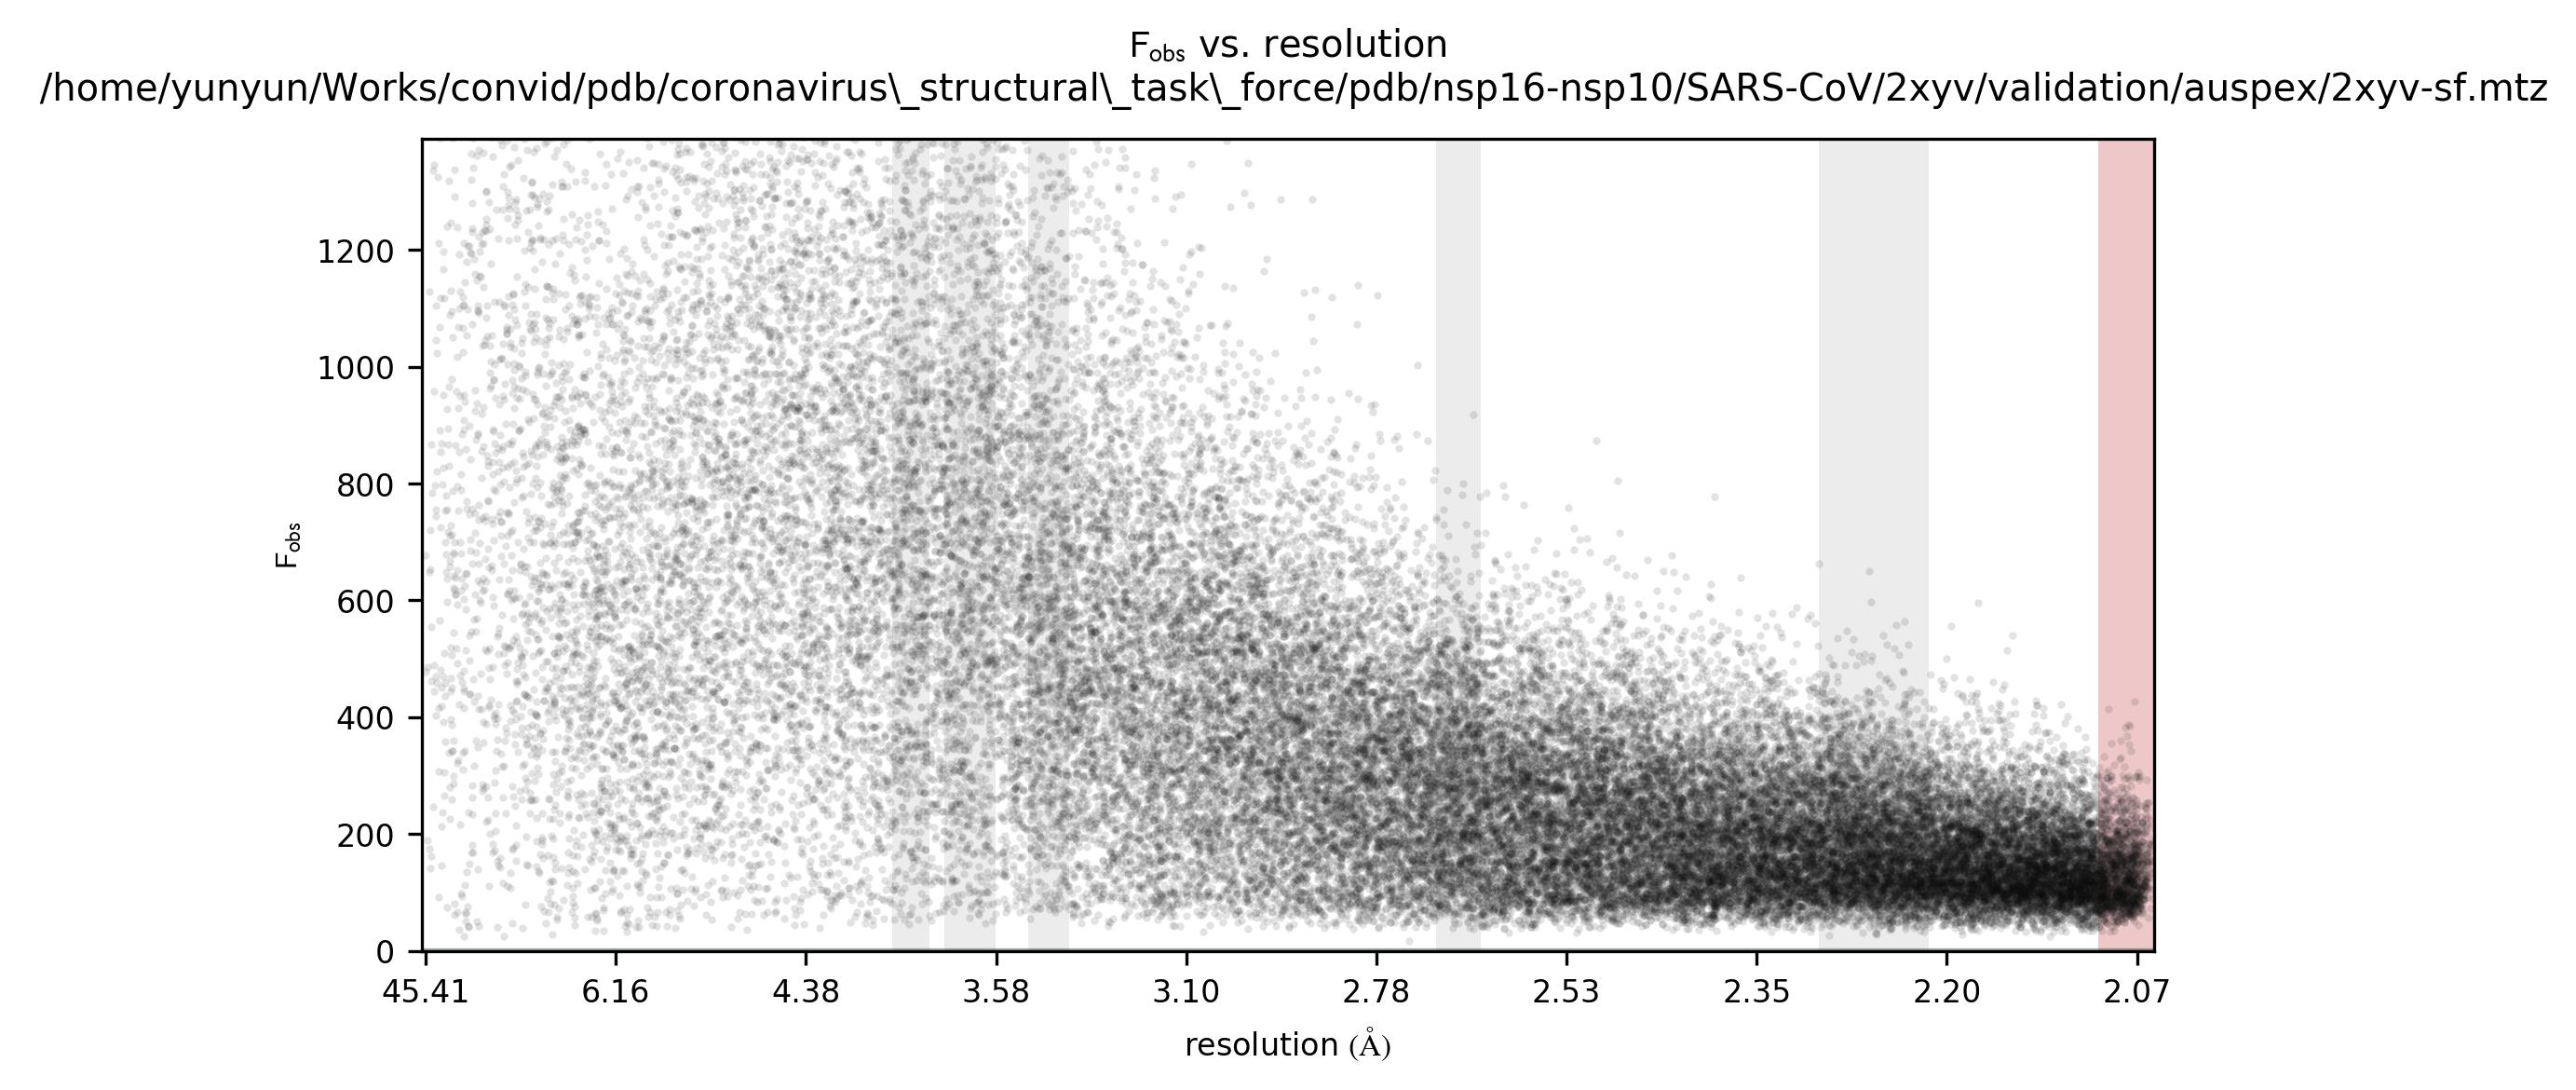 Fobs vs. resolution
/home/yunyun/Works/convid/pdb/coronavirus\_structural\_task\_force/pdb/nsp16-nsp10/SARS-CoV/2xyv/validation/auspex/2xyv-sf.mtz
1200
1000
800
600
400
200
0
Fobs
45.41 6.16 4.38 3.58 3.10 2.78 2.53 2.35 2.20 2.07
resolution (Å)